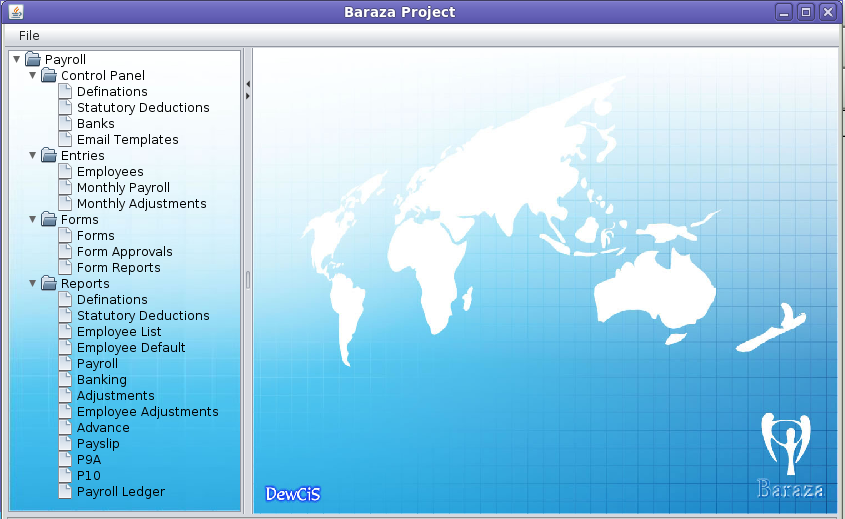 Baraza Project
File
Payroll
Control Panel
Definations
Statutory Deductions
Banks
Email Templates
Entries
Employees
Monthly Payroll
Monthly Adjustments
Forms
Forms
Form Approvals
Form Reports
Reports
Definations
Statutory Deductions
Employee List
Employee Default
Payroll
Banking
Adjustments
Employee Adjustments
Advance
Payslip
P9A
P10
Payroll Ledger
DewCiS
Baraza